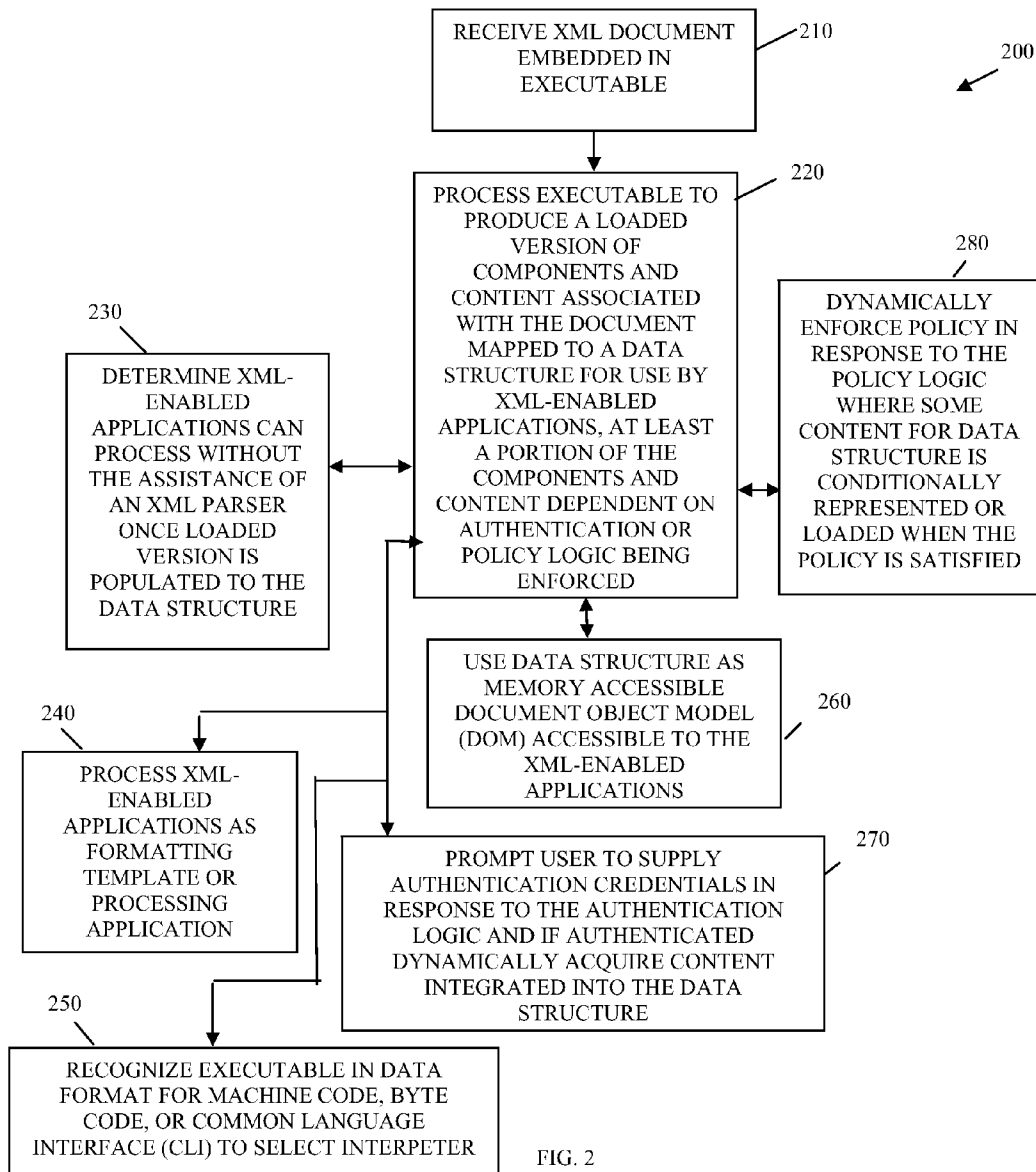 RECEIVE XML DOCUMENT
EMBEDDED IN
EXECUTABLE
210
200
PROCESS EXECUTABLE TO
PRODUCE A LOADED
VERSION OF
COMPONENTS AND
CONTENT ASSOCIATED
WITH THE DOCUMENT
MAPPED TO A DATA
STRUCTURE FOR USE BY
XML-ENABLED
APPLICATIONS, AT LEAST
A PORTION OF THE
COMPONENTS AND
CONTENT DEPENDENT ON
AUTHENTICATION OR
POLICY LOGIC BEING
ENFORCED
220
230
DETERMINE XML-
ENABLED
APPLICATIONS CAN
PROCESS WITHOUT
THE ASSISTANCE OF
AN XML PARSER
ONCE LOADED
VERSION IS
POPULATED TO THE
DATA STRUCTURE
280
DYNAMICALLY
ENFORCE POLICY IN
RESPONSE TO THE
POLICY LOGIC
WHERE SOME
CONTENT FOR DATA
STRUCTURE IS
CONDITIONALLY
REPRESENTED OR
LOADED WHEN THE
POLICY IS SATISFIED
USE DATA STRUCTURE AS
MEMORY ACCESSIBLE
DOCUMENT OBJECT MODEL
(DOM) ACCESSIBLE TO THE
XML-ENABLED
APPLICATIONS
260
240
PROCESS XML-
ENABLED
APPLICATIONS AS
FORMATTING
TEMPLATE OR
PROCESSING
APPLICATION
PROMPT USER TO SUPPLY
AUTHENTICATION CREDENTIALS IN
RESPONSE TO THE AUTHENTICATION
LOGIC AND IF AUTHENTICATED
DYNAMICALLY ACQUIRE CONTENT
INTEGRATED INTO THE DATA
STRUCTURE
270
250
RECOGNIZE EXECUTABLE IN DATA
FORMAT FOR MACHINE CODE, BYTE
CODE, OR COMMON LANGUAGE
INTERFACE (CLI) TO SELECT INTERPETER
FIG. 2